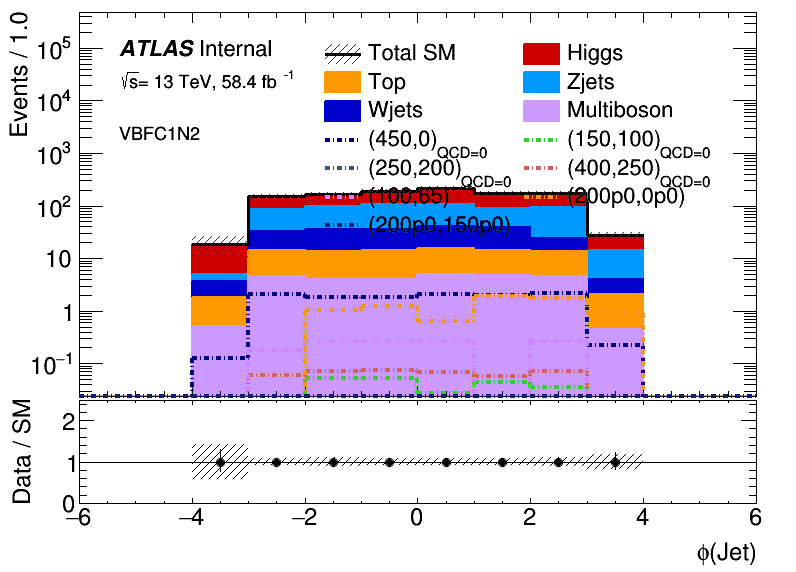 Events / 1.0
10⁵
10⁴
10³
10²
10
1
10⁻¹
ATLAS Internal
√s= 13 TeV, 58.4 fb ⁻¹
VBFC1N2
Total SM
Higgs
Top
Zjets
Wjets
Multiboson
(450,0)QCD=0
(150,100)QCD=0
(250,200)QCD=0
(400,250)QCD=0
(100,65)
(200p0,0p0)
(200p0,150p0)
Data / SM
2
1
0
−6 −4 −2 0 2 4 6
ϕ(Jet)